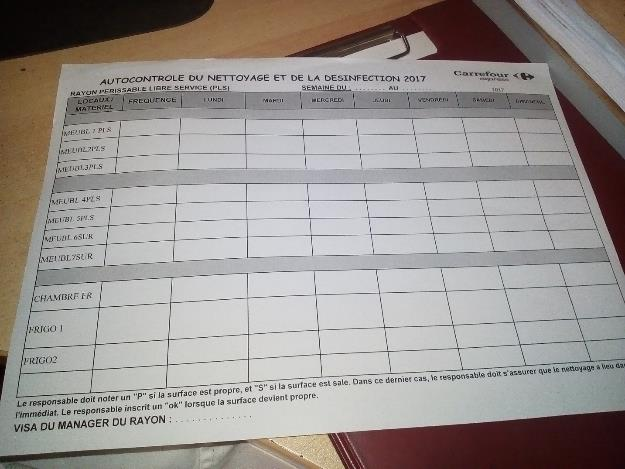 AUTOCONTROLE DU NETTOYAGE ET DE LA DESINFECTION 2017
Carrefour
express
RAYON PERISSABLE LIBRE SERVICE (PLS) SEMAINE DU : ......... AU ......... 2017
LOCAUX / MATERIEL FREQUENCE LUNDI MARDI MERCREDI JEUDI VENDREDI SAMEDI DIMANCHE
MEUBL 1 PLS
MEUBL2PLS
MEUBL3PLS
MEUBL 4PLS
MEUBL 5PLS
MEUBL 6SUR
MEUBL7SUR
CHAMBRE FR
FRIGO 1
FRIGO2
Le responsable doit noter un "P" si la surface est propre, et "S" si la surface est sale. Dans ce dernier cas, le responsable doit s'assurer que le nettoyage a lieu dans
l'immédiat. Le responsable inscrit un "ok" lorsque la surface devient propre.
VISA DU MANAGER DU RAYON : ..............